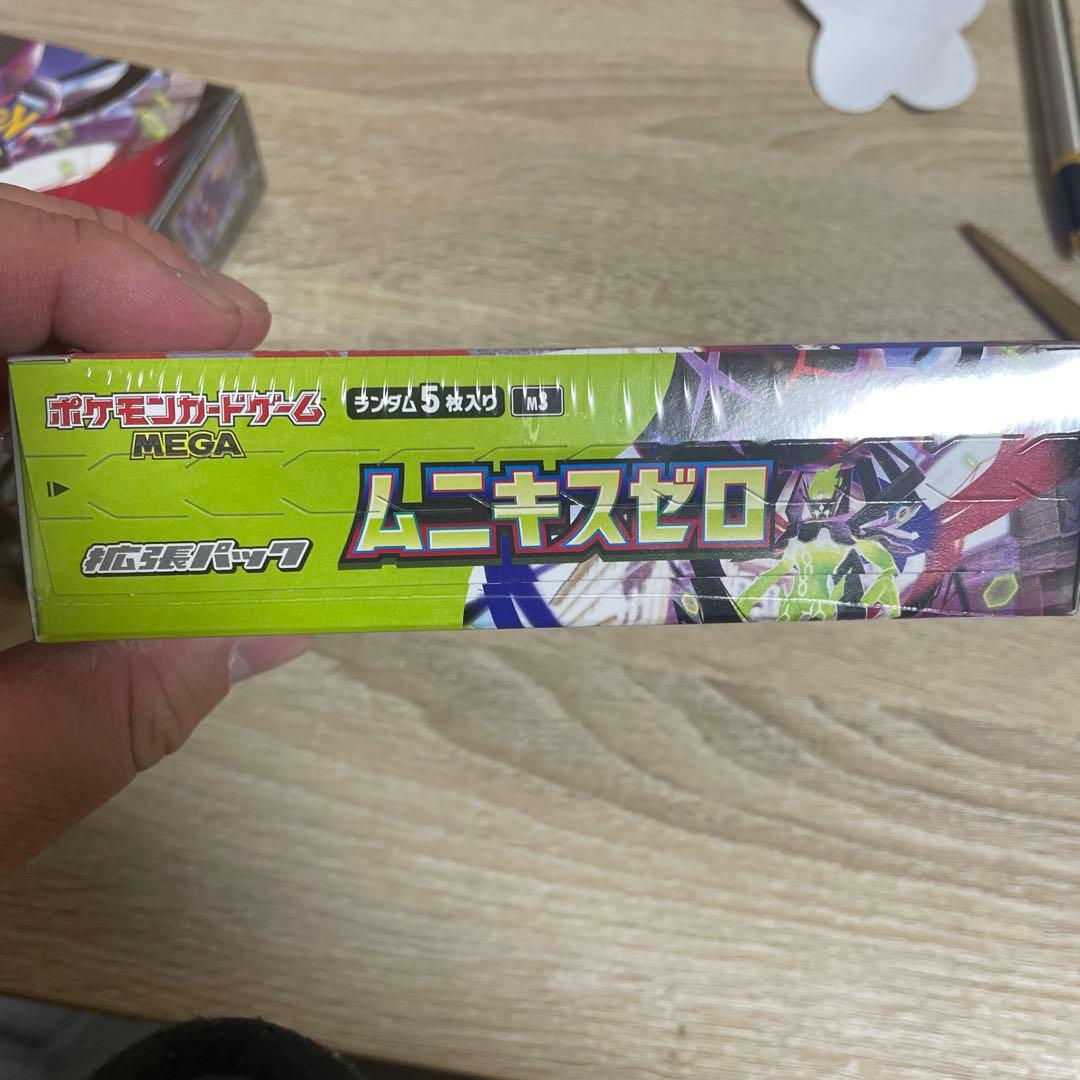 ポケモンカードゲーム
MEGA
ランダム5枚入り
M3
ムニキスゼロ
拡張パック